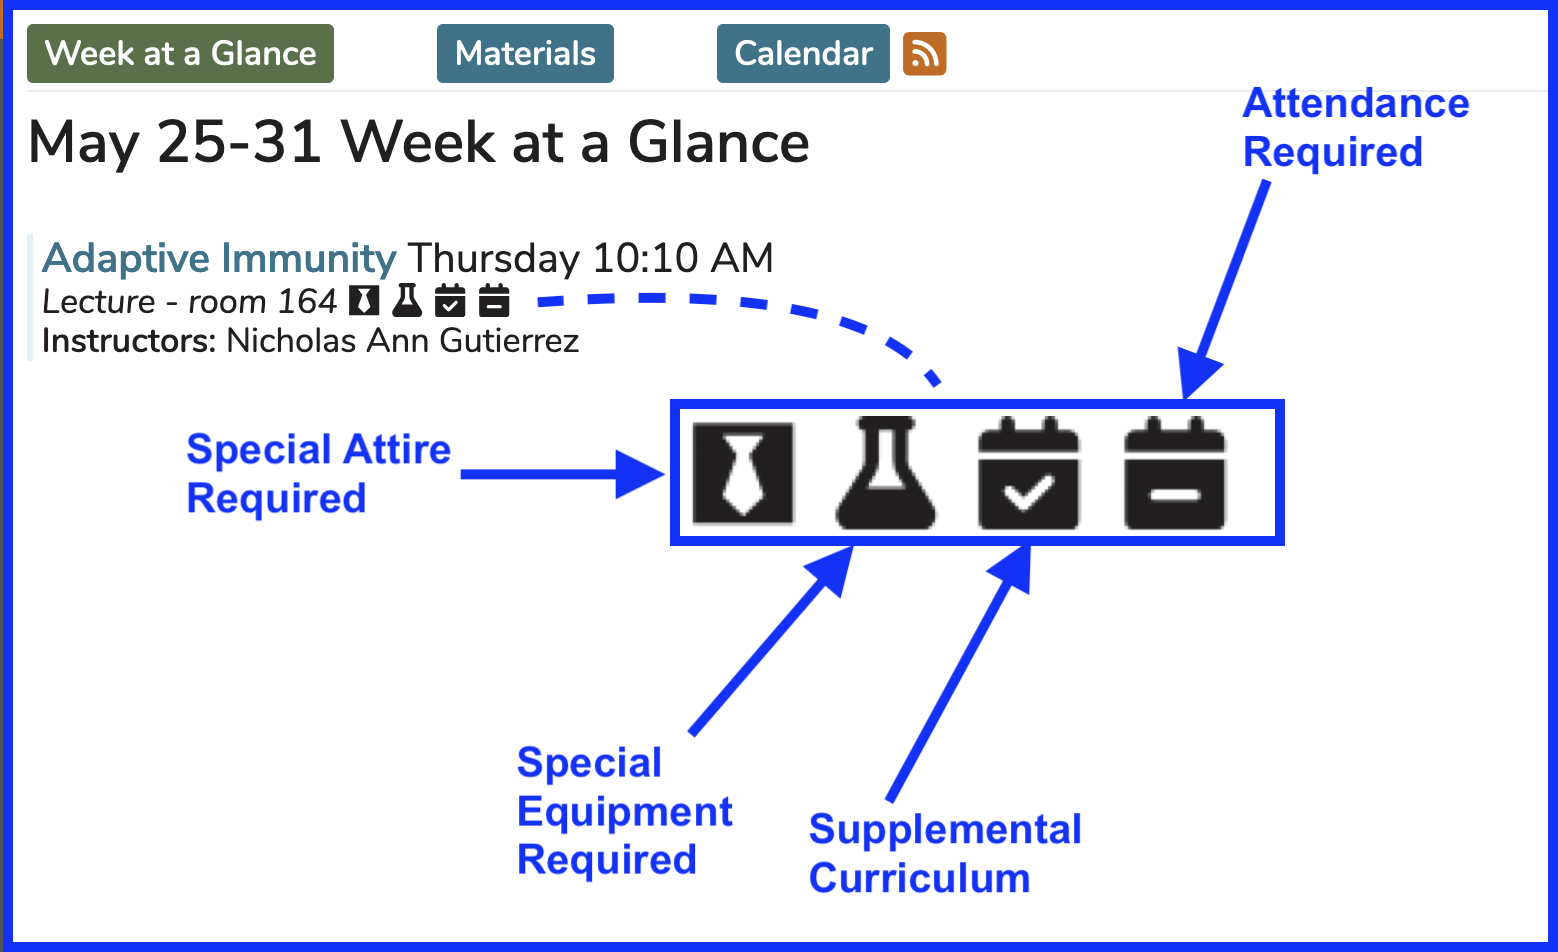 Week at a Glance Materials Calendar
May 25-31 Week at a Glance
Attendance
Required
Adaptive Immunity Thursday 10:10 AM
Lecture - room 164
Instructors: Nicholas Ann Gutierrez
Special Attire
Required
Special
Equipment
Required
Supplemental
Curriculum